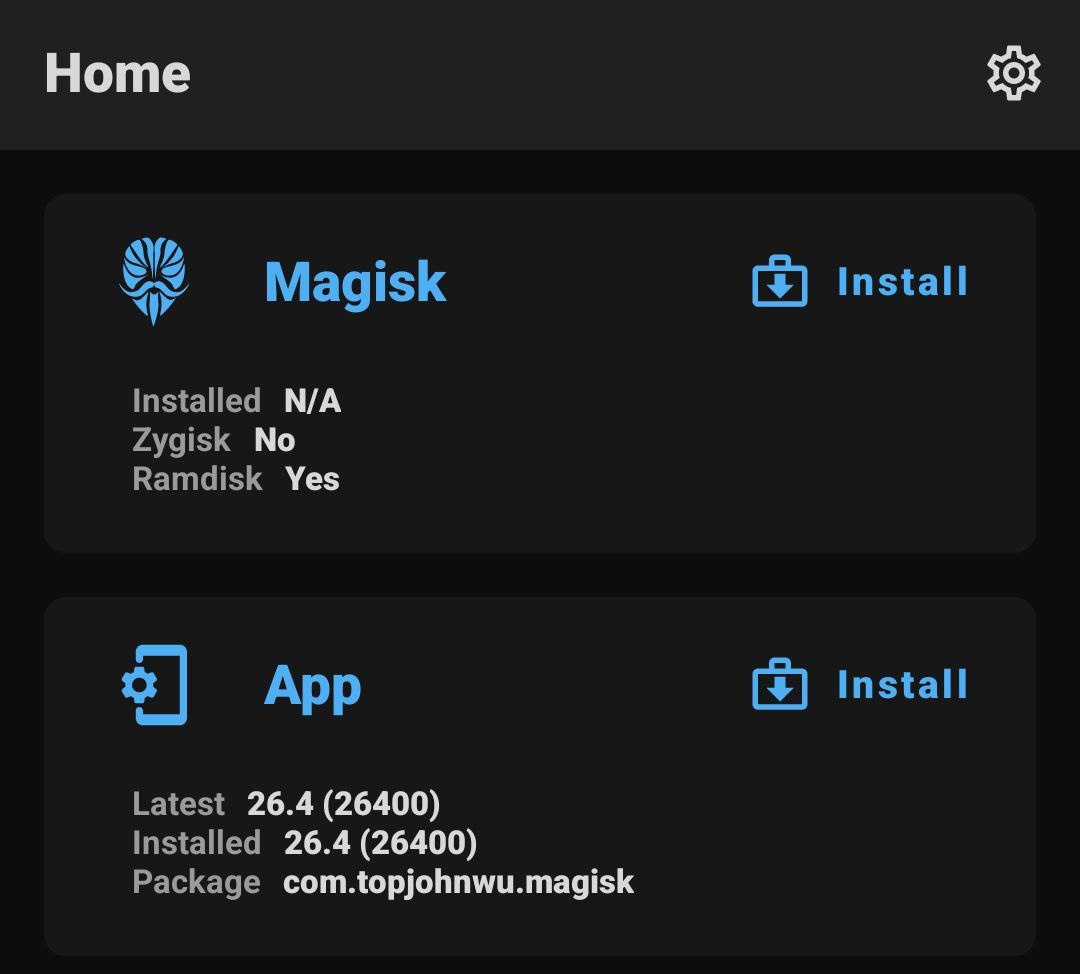 Home
Magisk Install
Installed N/A
Zygisk No
Ramdisk Yes
App Install
Latest 26.4 (26400)
Installed 26.4 (26400)
Package com.topjohnwu.magisk